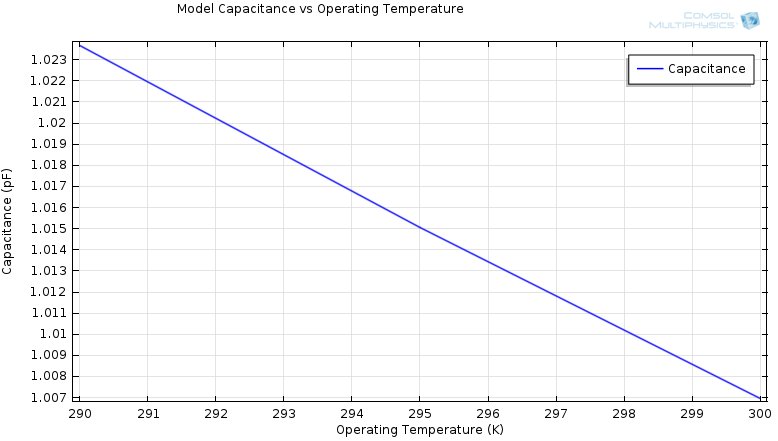 Model Capacitance vs Operating Temperature
COMSOL
MULTIPHYSICS
Capacitance
Capacitance (pF)
1.023
1.022
1.021
1.02
1.019
1.018
1.017
1.016
1.015
1.014
1.013
1.012
1.011
1.01
1.009
1.008
1.007
290 291 292 293 294 295 296 297 298 299 300
Operating Temperature (K)